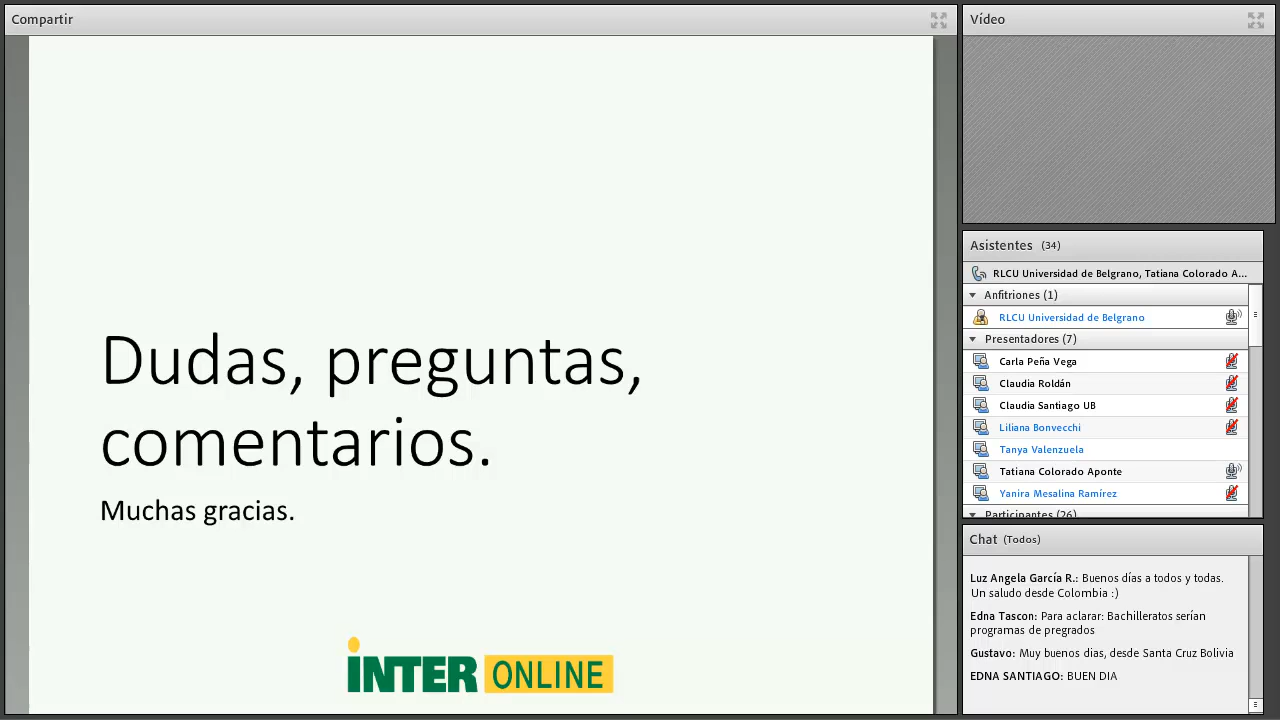 Compartir
Dudas, preguntas,
comentarios.
Muchas gracias.
INTER ONLINE
Vídeo
Asistentes (34)
RLCU Universidad de Belgrano, Tatiana Colorado A...
Anfitriones (1)
RLCU Universidad de Belgrano
Presentadores (7)
Carla Peña Vega
Claudia Roldán
Claudia Santiago UB
Liliana Bonvecchi
Tanya Valenzuela
Tatiana Colorado Aponte
Yanira Mesalina Ramírez
Participantes (26)
Chat (Todos)
Luz Angela García R.: Buenos días a todos y todas.
Un saludo desde Colombia :)
Edna Tascon: Para aclarar: Bachilleratos serían
programas de pregrados
Gustavo: Muy buenos dias, desde Santa Cruz Bolivia
EDNA SANTIAGO: BUEN DIA